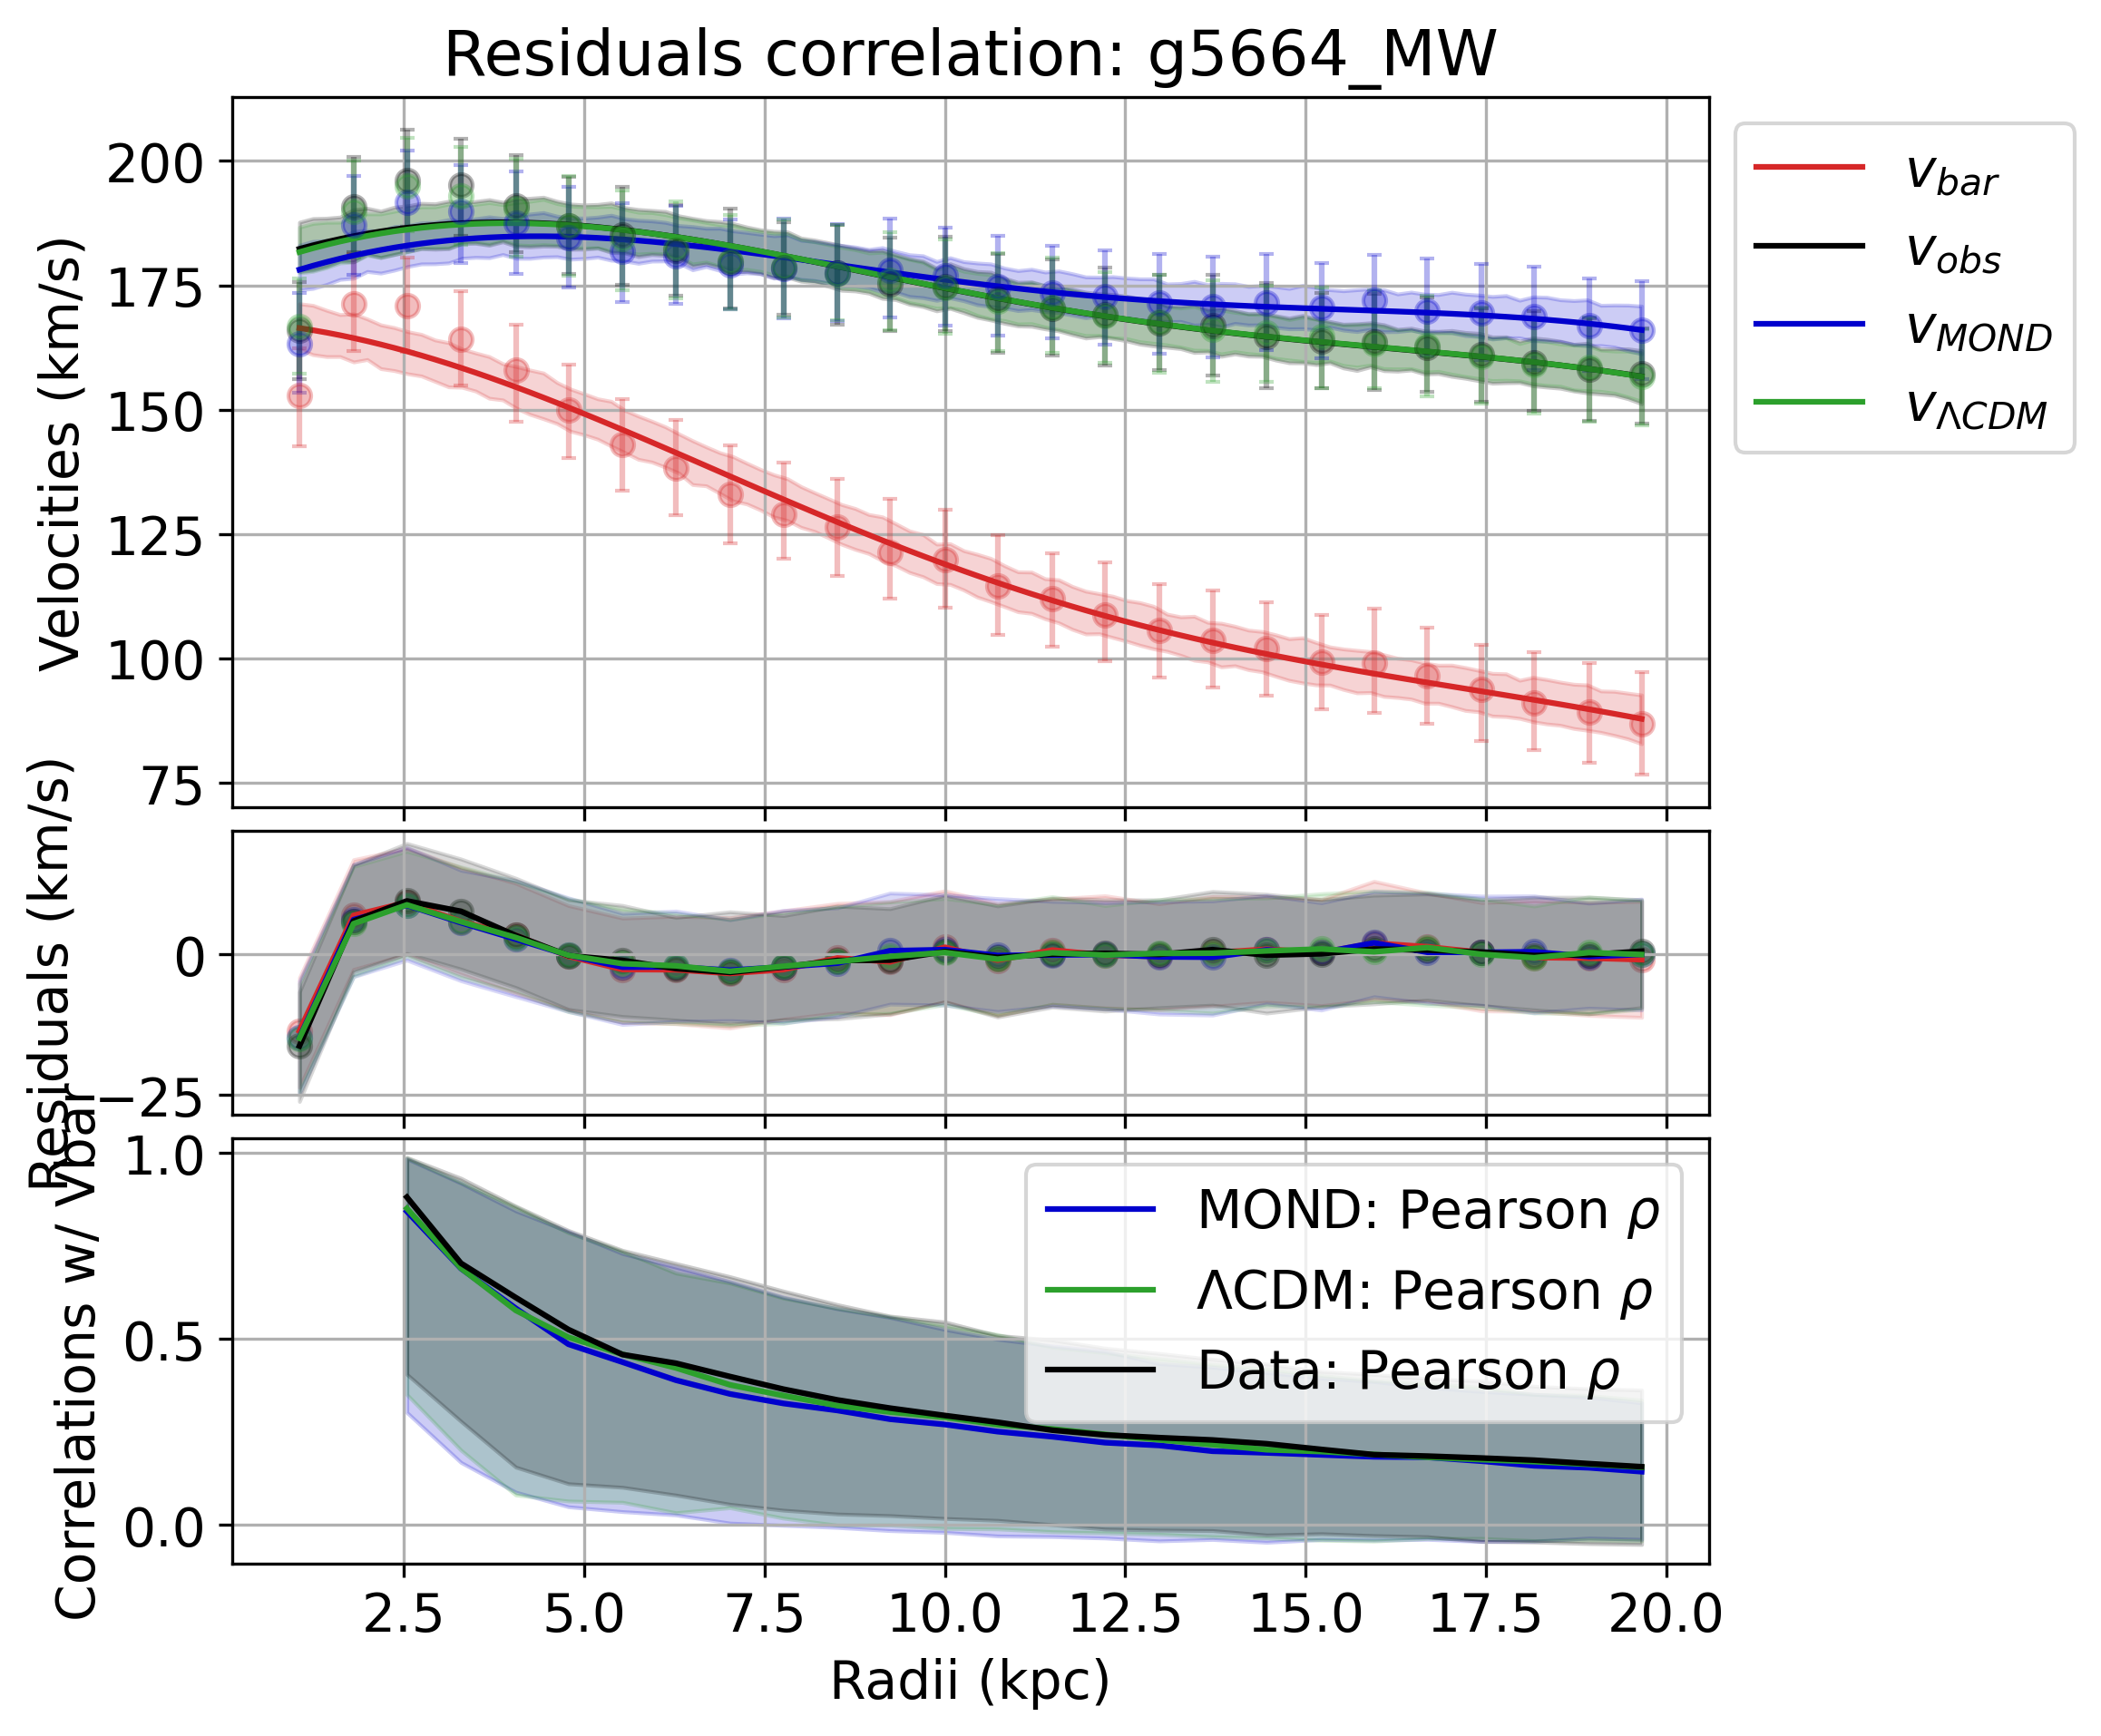 Residuals correlation: g5664_MW
Velocities (km/s)
200
175
150
125
100
75
v_bar
v_obs
v_MOND
v_ΛCDM
Residuals (km/s)
0
−25
Correlations w/ Vbar
1.0
0.5
0.0
MOND: Pearson ρ
ΛCDM: Pearson ρ
Data: Pearson ρ
2.5 5.0 7.5 10.0 12.5 15.0 17.5 20.0
Radii (kpc)